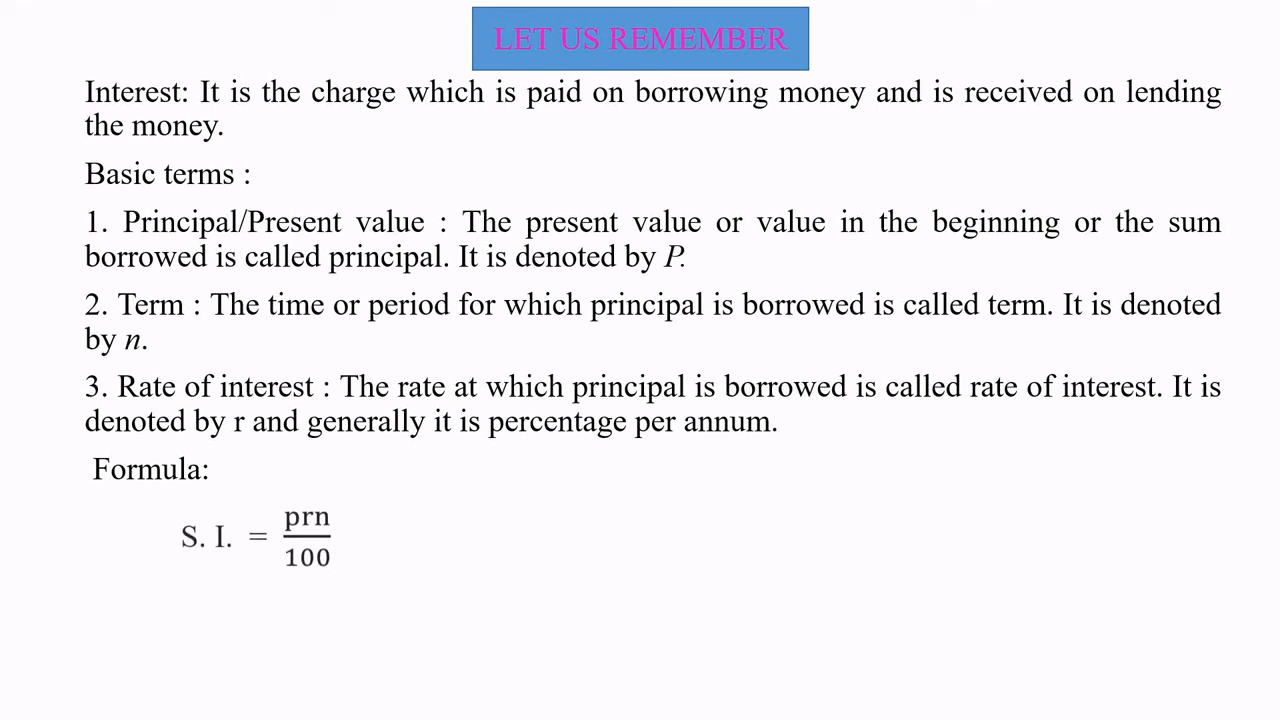 LET US REMEMBER
Interest: It is the charge which is paid on borrowing money and is received on lending
the money.
Basic terms :
1. Principal/Present value : The present value or value in the beginning or the sum
borrowed is called principal. It is denoted by P.
2. Term : The time or period for which principal is borrowed is called term. It is denoted
by n.
3. Rate of interest : The rate at which principal is borrowed is called rate of interest. It is
denoted by r and generally it is percentage per annum.
Formula:
S. I. = prn/100